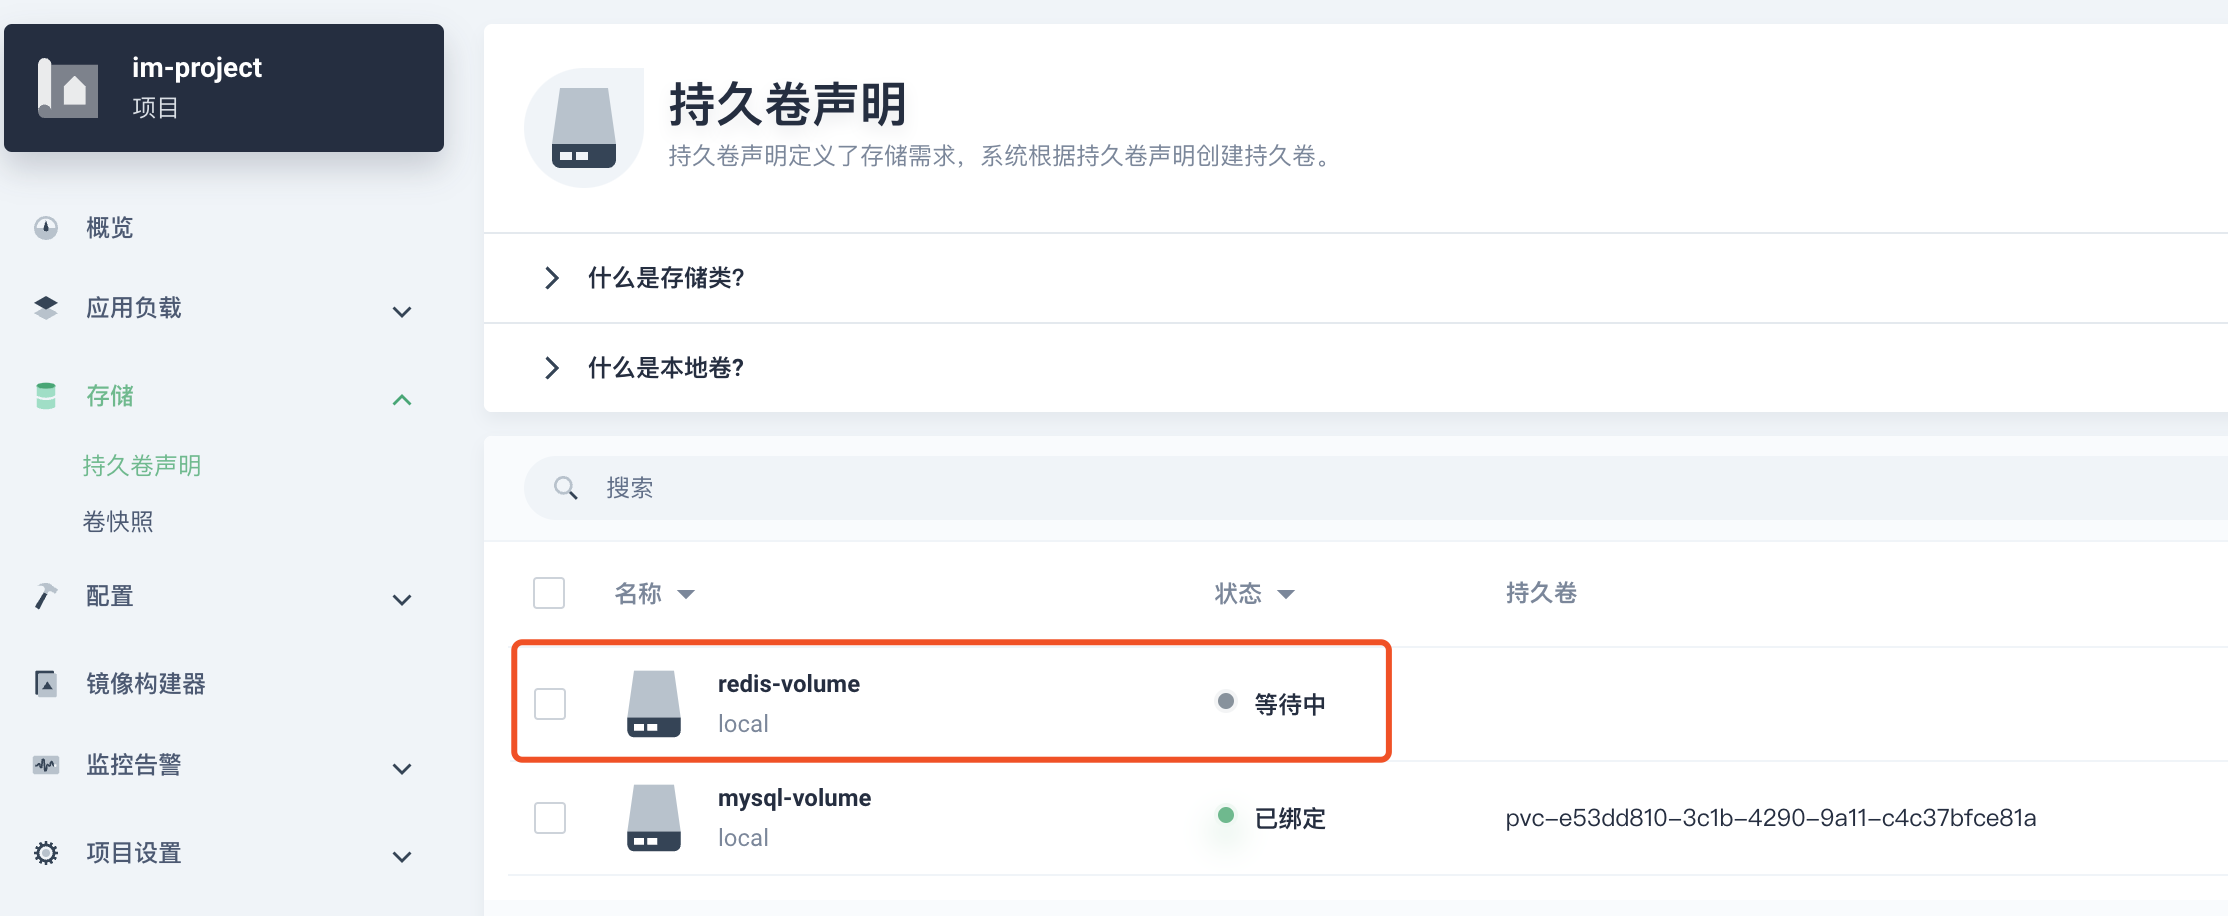 im-project
项目
概览
应用负载
存储
持久卷声明
卷快照
配置
镜像构建器
监控告警
项目设置
持久卷声明
持久卷声明定义了存储需求，系统根据持久卷声明创建持久卷。
什么是存储类?
什么是本地卷?
搜索
名称 状态 持久卷
redis-volume
local
等待中
mysql-volume
local
已绑定
pvc-e53dd810-3c1b-4290-9a11-c4c37bfce81a